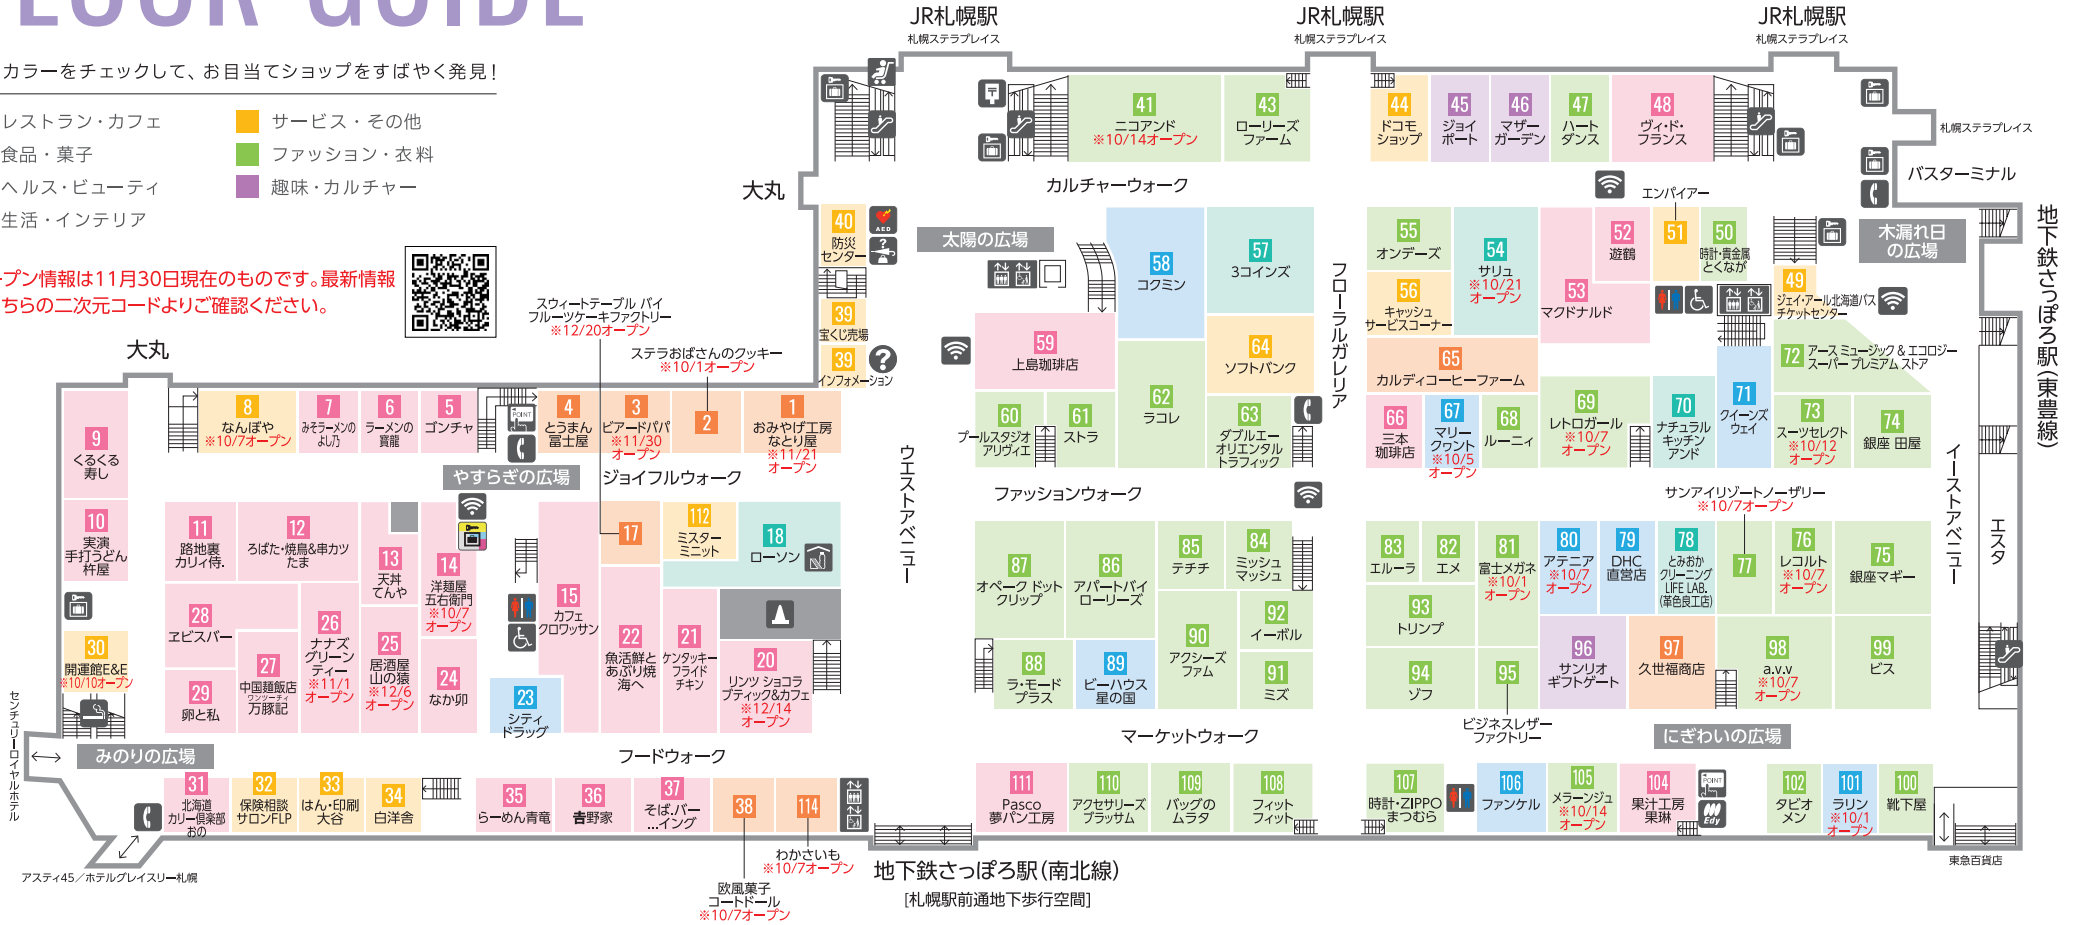 LOOR GUIDE
カラーをチェックして、お目当てショップをすばやく発見!
レストラン・カフェ
食品・菓子
ヘルス・ビューティ
生活・インテリア
サービス・その他
ファッション・衣料
趣味・カルチャー
ープン情報は11月30日現在のものです。最新情報
ちらの二次元コードよりご確認ください。
JR札幌駅
札幌ステラプレイス
JR札幌駅
札幌ステラプレイス
JR札幌駅
札幌ステラプレイス
札幌ステラプレイス
バスターミナル
地下鉄さっぽろ駅(東豊線)
大丸
大丸
41
ニコアンド
※10/14オープン
43
ローリーズ
ファーム
44
ドコモ
ショップ
45
ジョイ
ポート
46
マザー
ガーデン
47
ハート
ダンス
48
ヴィ・ド・
フランス
カルチャーウォーク
40
防災
センター
AED
39
宝くじ売場
39
インフォメーション
太陽の広場
58
コクミン
57
3コインズ
59
上島珈琲店
64
ソフトバンク
62
ラコレ
60
プールスタジオ
アリヴィエ
61
ストラ
63
ダブルエー
オリエンタル
トラフィック
フローラルガレリア
55
オンデーズ
56
キャッシュ
サービスコーナー
54
サリュ
※10/21
オープン
53
マクドナルド
52
遊鶴
エンパイアー
51
50
時計・貴金属
とくなが
木漏れ日
の広場
49
ジェイ・アール北海道バス
チケットセンター
65
カルディコーヒーファーム
66
三本
珈琲店
67
マリー
クヮント
※10/5
オープン
68
ルーニィ
69
レトロガール
※10/7
オープン
70
ナチュラル
キッチン
アンド
71
クイーンズ
ウェイ
72
アース ミュージック & エコロジー
スーパー プレミアム ストア
73
スーツセレクト
※10/12
オープン
74
銀座 田屋
イーストアベニュー
エスタ
スウィートテーブル パイ
フルーツケーキファクトリー
※12/20オープン
ステラおばさんのクッキー
※10/1オープン
8
なんぼや
※10/7オープン
7
みそラーメンの
よし乃
6
ラーメンの
寶龍
5
ゴンチャ
POINT
4
とうまん
冨士屋
3
ビアードパパ
※11/30
オープン
2
1
おみやげ工房
なとり屋
※11/21
オープン
9
くるくる
寿し
やすらぎの広場
ジョイフルウォーク
ウエストアベニュー
ファッションウォーク
10
実演
手打うどん
杵屋
11
路地裏
カリィ侍.
12
ろばた・焼鳥&串カツ
たま
13
天丼
てんや
14
洋麺屋
五右衛門
※10/7
オープン
15
カフェ
クロワッサン
17
112
ミスター
ミニット
18
ローソン
28
ヱビスバー
26
ナナズ
グリーン
ティー
※11/1
オープン
25
居酒屋
山の猿
※12/6
オープン
24
なか卯
22
魚活鮮と
あぶり焼
海へ
21
ケンタッキー
フライド
チキン
20
リンツ ショコラ
ブティック&カフェ
※12/14
オープン
30
開運館E&E
※10/10オープン
29
卵と私
27
中国麺飯店
ワンツーチィ
万豚記
23
シティ
ドラッグ
87
オペーク ドット
クリップ
86
アパートバイ
ローリーズ
85
テチチ
84
ミッシュ
マッシュ
88
ラ・モード
プラス
89
ビーハウス
星の国
90
アクシーズ
ファム
92
イーボル
91
ミズ
サンアイリゾートノーザリー
※10/7オープン
83
エルーラ
82
エメ
81
富士メガネ
※10/1
オープン
80
アテニア
※10/7
オープン
79
DHC
直営店
78
とみおか
クリーニング
LIFE LAB.
(革色良工店)
77
76
レコルト
※10/7
オープン
75
銀座マギー
93
トリンプ
94
ゾフ
95
ビジネスレザー
ファクトリー
96
サンリオ
ギフトゲート
97
久世福商店
98
a.v.v
※10/7
オープン
99
ビス
センチュリーロイヤルホテル
みのりの広場
フードウォーク
マーケットウォーク
にぎわいの広場
31
北海道
カリー倶楽部
おの
32
保険相談
サロンFLP
33
はん・印刷
大谷
34
白洋舎
35
らーめん青竜
36
𠮷野家
37
そば.バー
…イング
38
114
わかさいも
※10/7オープン
欧風菓子
コートドール
※10/7オープン
111
Pasco
夢パン工房
110
アクセサリーズ
ブラッサム
109
バッグの
ムラタ
108
フィット
フィット
107
時計・ZIPPO
まつむら
106
ファンケル
105
メラーンジュ
※10/14
オープン
104
果汁工房
果琳
POINT
Edy
102
タビオ
メン
101
ラリン
※10/1
オープン
100
靴下屋
アスティ45/ホテルグレイスリー札幌
地下鉄さっぽろ駅(南北線)
[札幌駅前通地下歩行空間]
東急百貨店